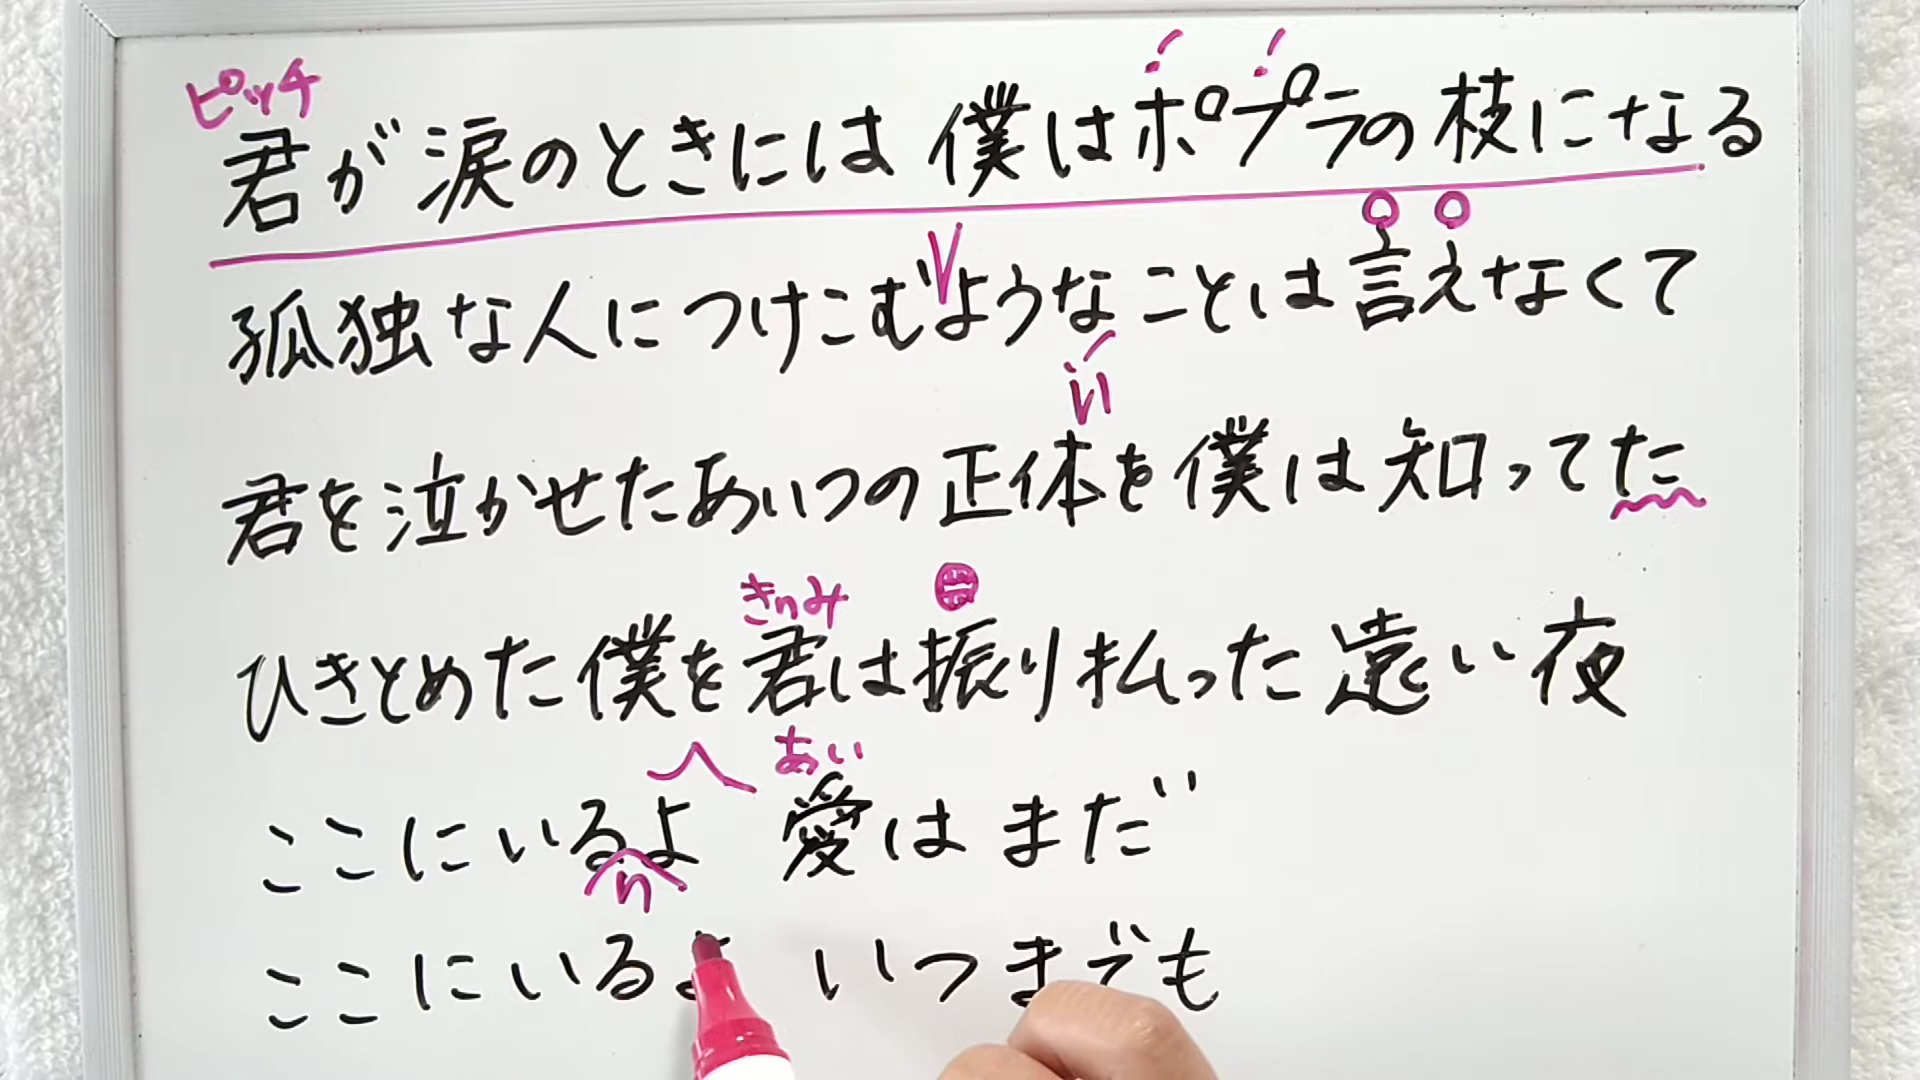 ピッチ
君が涙のときには 僕はポプラの枝になる
孤独な人につけこむようなことは言えなくて
い
君を泣かせたあいつの正体を僕は知ってた
きみ
ひきとめた僕を君は振り払った遠い夜
あい
ここにいるよ 愛はまだ
ここにいるよ いつまでも